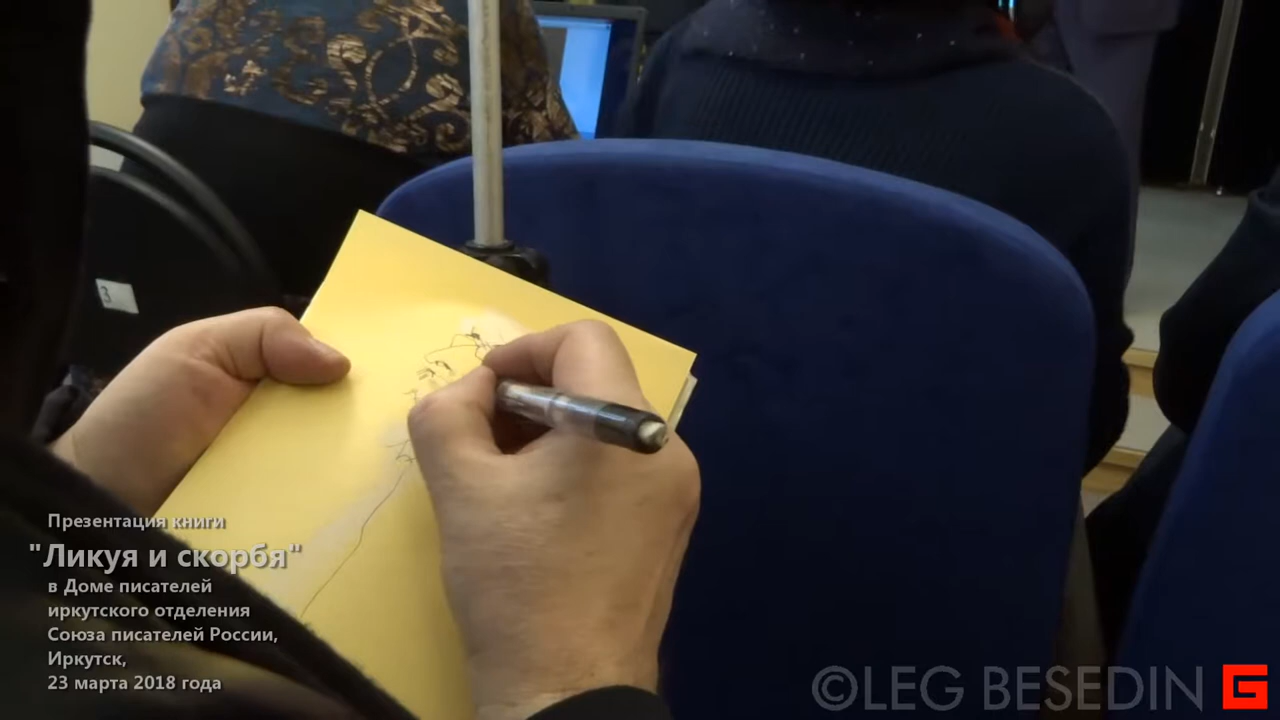 3
Презентация книги
"Ликуя и скорбя"
в Доме писателей
иркутского отделения
Союза писателей России,
Иркутск,
23 марта 2018 года
©LEG BESEDIN G